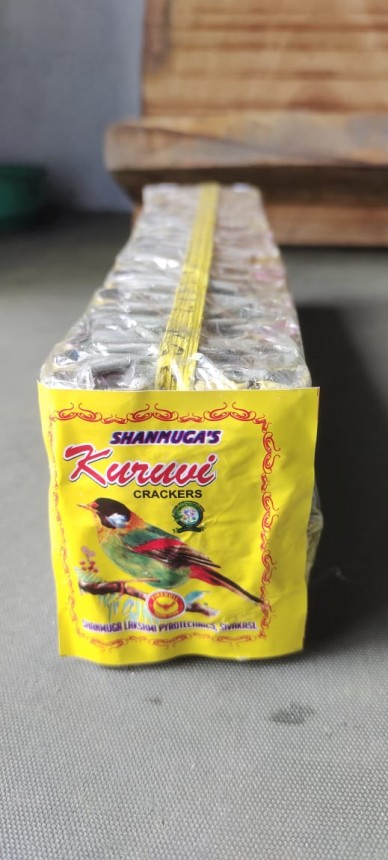 SHANMUGA'S
Kuruvi
CRACKERS
SHANMUGA LAKSHMI PYROTECHNICS, SIVAKASI.